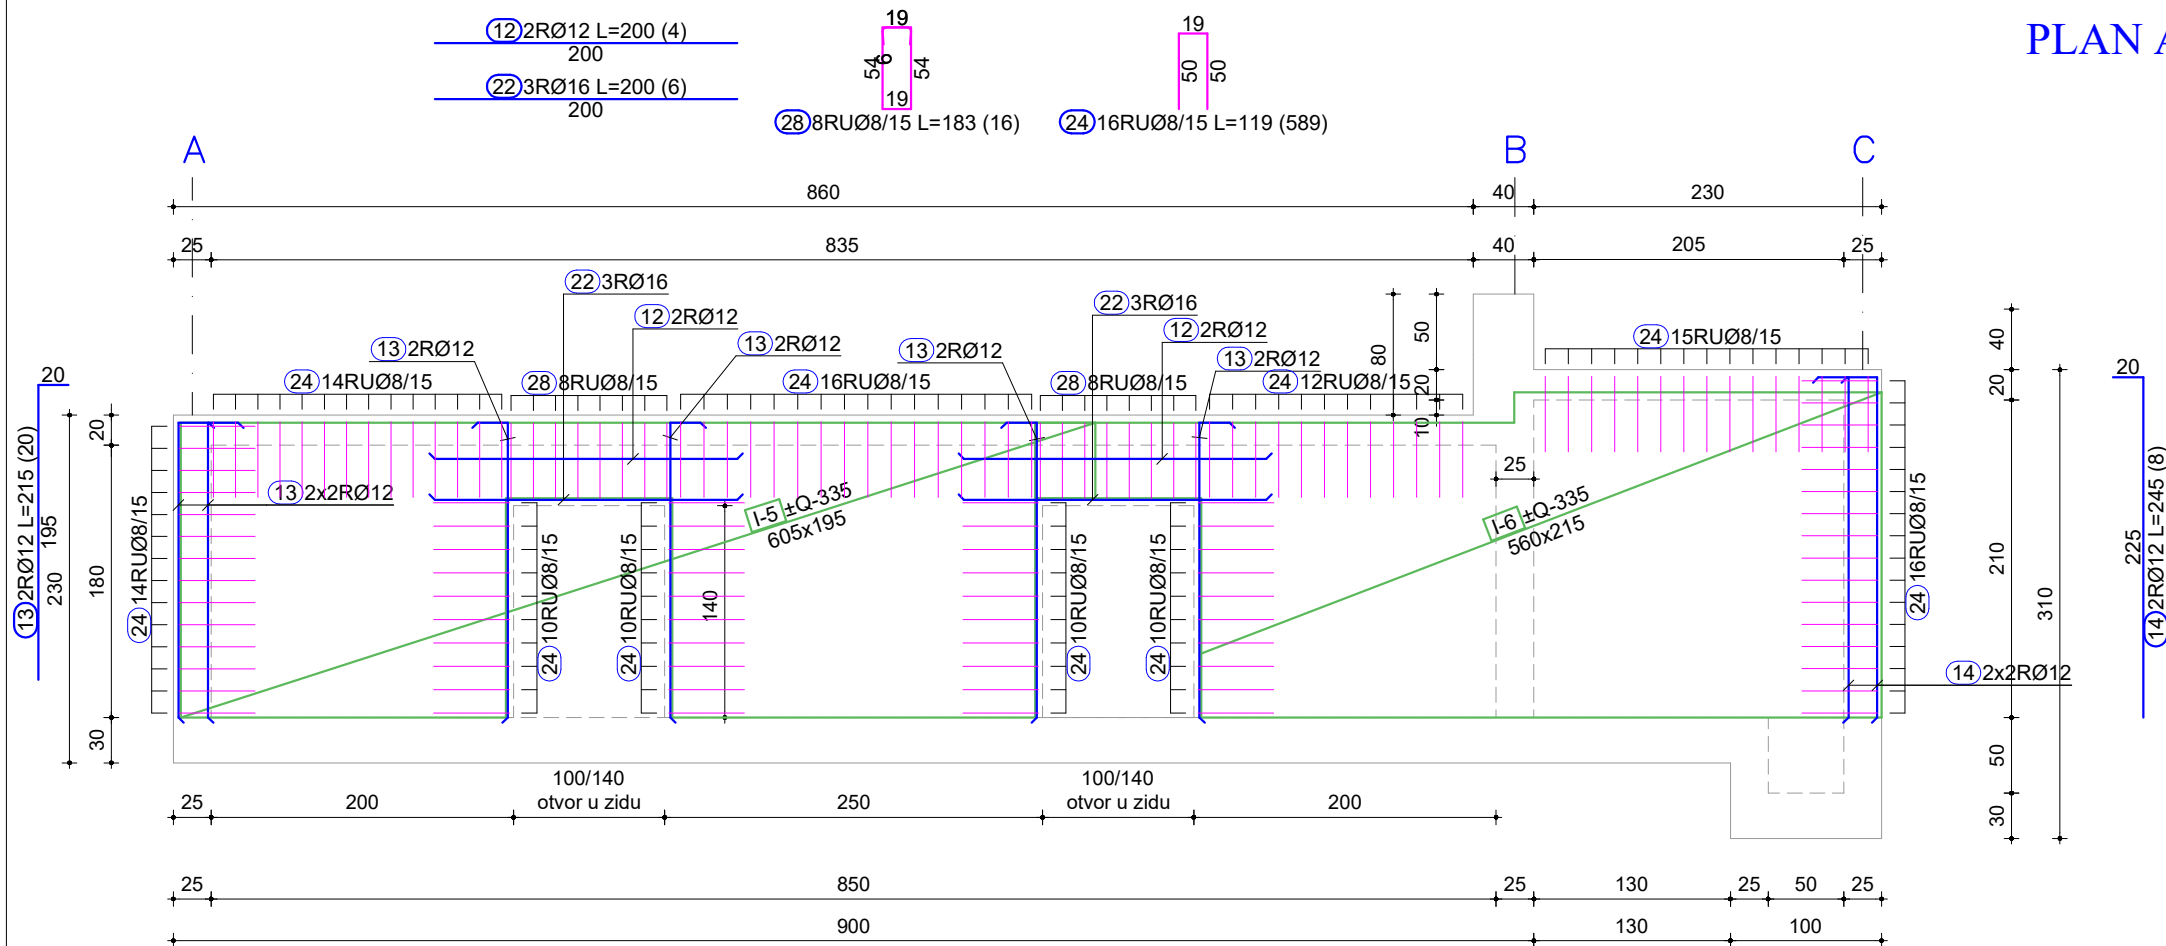 12 2RØ12 L=200 (4)
200
22 3RØ16 L=200 (6)
200
19
54
6
54
19
28 8RUØ8/15 L=183 (16)
19
50
50
24 16RUØ8/15 L=119 (589)
PLAN A
A
B
C
860
40
230
25
835
40
205
25
22 3RØ16
12 2RØ12
13 2RØ12
13 2RØ12
22 3RØ16
12 2RØ12
13 2RØ12
13 2RØ12
24 15RUØ8/15
24 14RUØ8/15
28 8RUØ8/15
24 16RUØ8/15
28 8RUØ8/15
24 12RUØ8/15
80
50
20
10
40
20
210
50
30
310
20
13 2RØ12 L=215 (20)
195
230
20
180
30
24 14RUØ8/15
13 2x2RØ12
I-5 ±Q-335
605x195
24 10RUØ8/15
24 10RUØ8/15
140
24 10RUØ8/15
24 10RUØ8/15
25
I-6 ±Q-335
560x215
24 16RUØ8/15
14 2x2RØ12
20
225
14 2RØ12 L=245 (8)
100/140
otvor u zidu
100/140
otvor u zidu
25
200
250
200
25
850
25
130
25
50
25
900
130
100